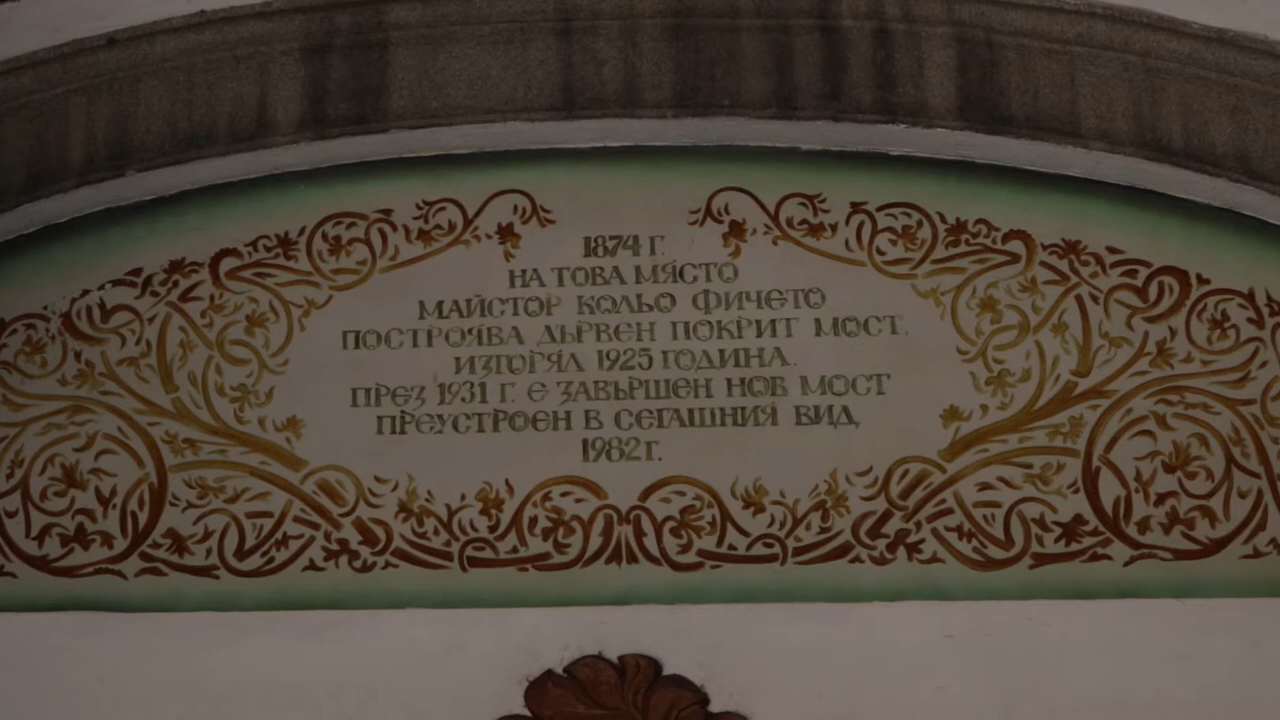 1874 Г.
НА ТОВА МЯСТО
МАЙСТОР КОЛЬО ФИЧЕТО
ПОСТРОЯВА ДЪРВЕН ПОКРИТ МОСТ.
ИЗГОРЯЛ 1925 ГОДИНА.
ПРЕЗ 1931 Г. Е ЗАВЪРШЕН НОВ МОСТ
ПРЕУСТРОЕН В СЕГАШНИЯ ВИД
1982 г.